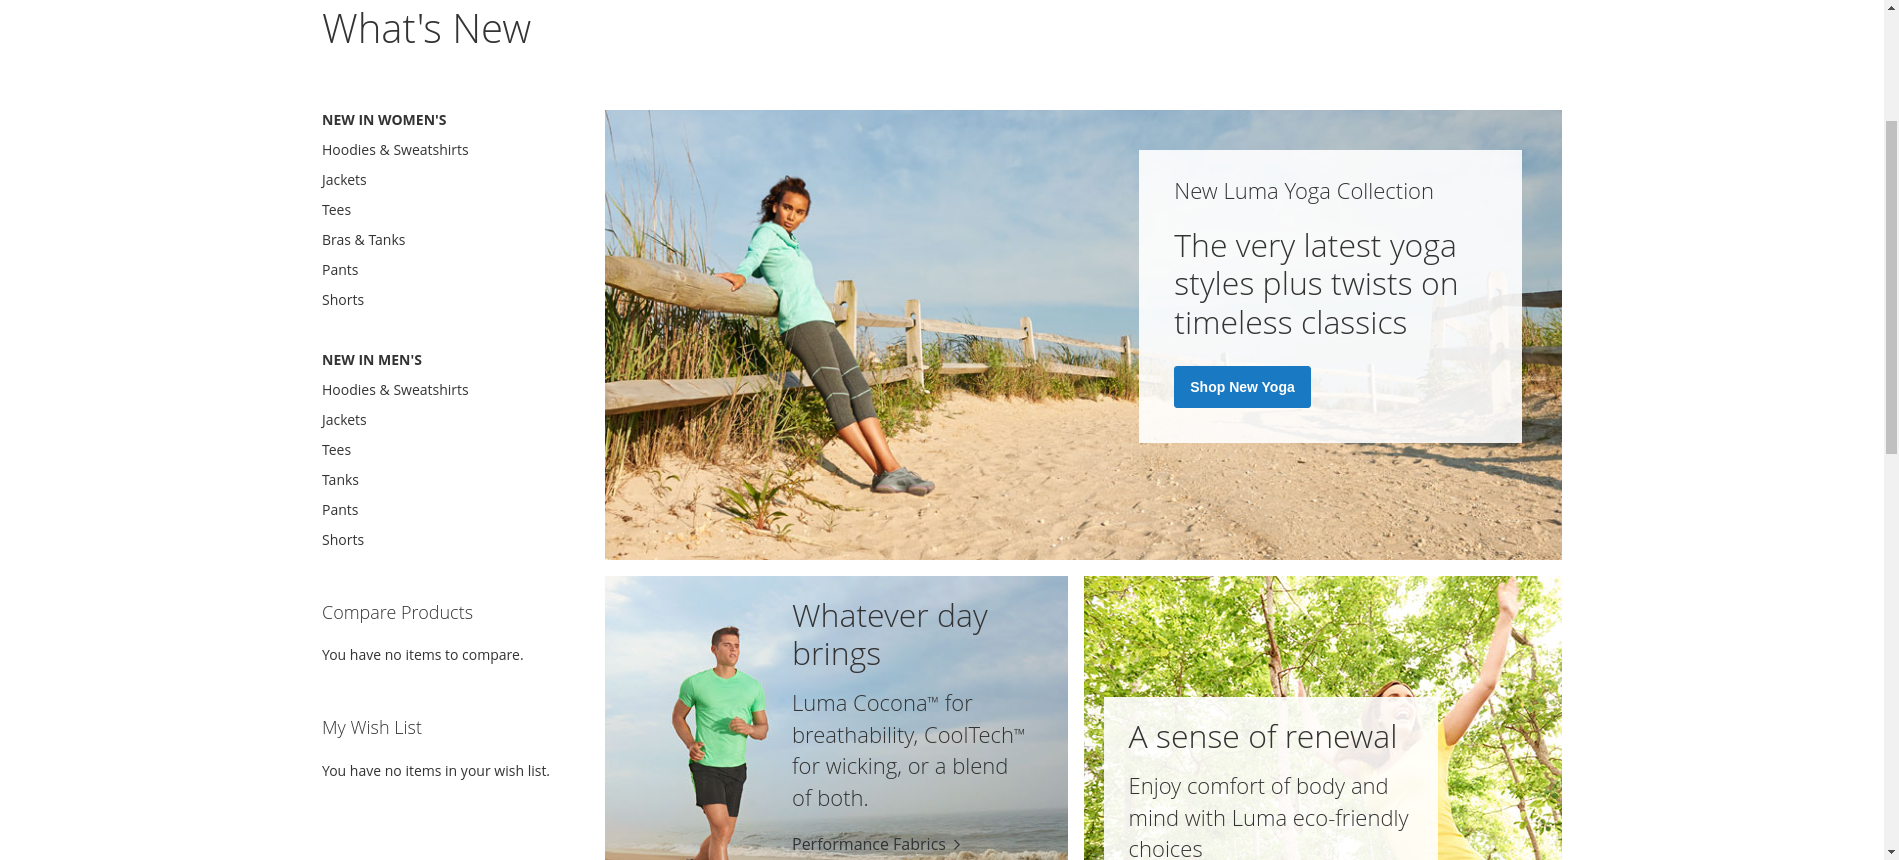 What's New
NEW IN WOMEN'S
Hoodies & Sweatshirts
Jackets
Tees
Bras & Tanks
Pants
Shorts
NEW IN MEN'S
Hoodies & Sweatshirts
Jackets
Tees
Tanks
Pants
Shorts
Compare Products
You have no items to compare.
My Wish List
You have no items in your wish list.
New Luma Yoga Collection
The very latest yoga
styles plus twists on
timeless classics
Shop New Yoga
Whatever day
brings
Luma Cocona™ for
breathability, CoolTech™
for wicking, or a blend
of both.
Performance Fabrics
A sense of renewal
Enjoy comfort of body and
mind with Luma eco-friendly
choices